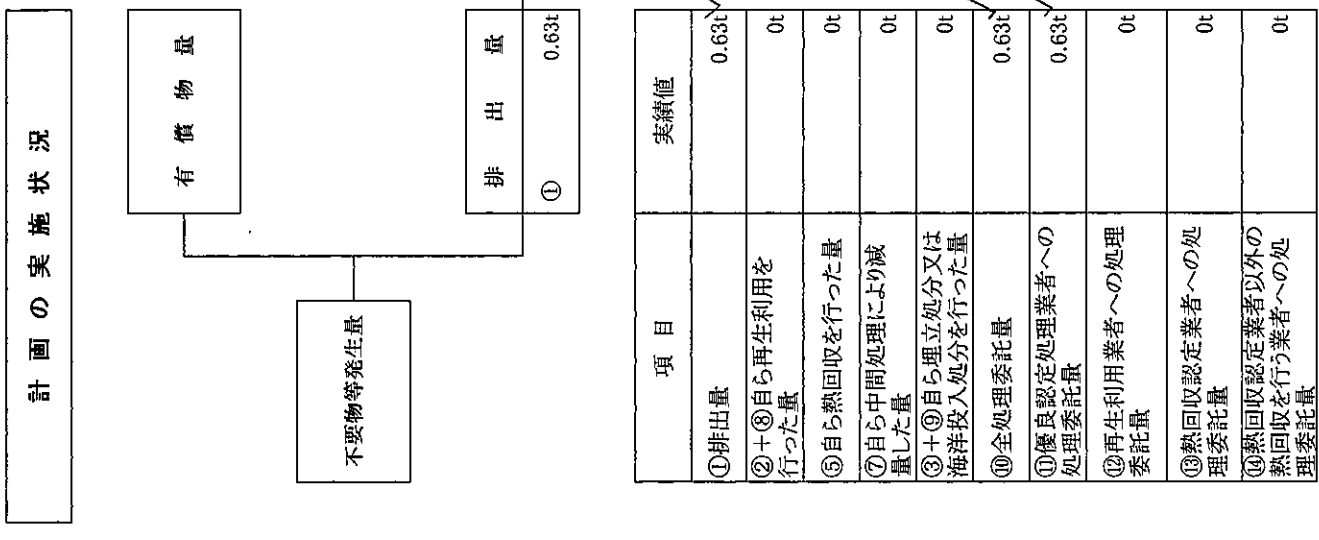 計画の実施状況
有償物量
不要物等発生量
排出量
① 0.63t
項目 実績値
①排出量 0.63t
②+⑧自ら再生利用を
行った量 0t
⑤自ら熱回収を行った量 0t
⑦自ら中間処理により減
量した量 0t
③+⑨自ら埋立処分又は
海洋投入処分を行った量 0t
⑩全処理委託量 0.63t
⑪優良認定処理業者への
処理委託量 0.63t
⑫再生利用業者への処理
委託量 0t
⑬熱回収認定業者への処
理委託量 0t
⑭熱回収認定業者以外の
熱回収を行う業者への処
理委託量 0t